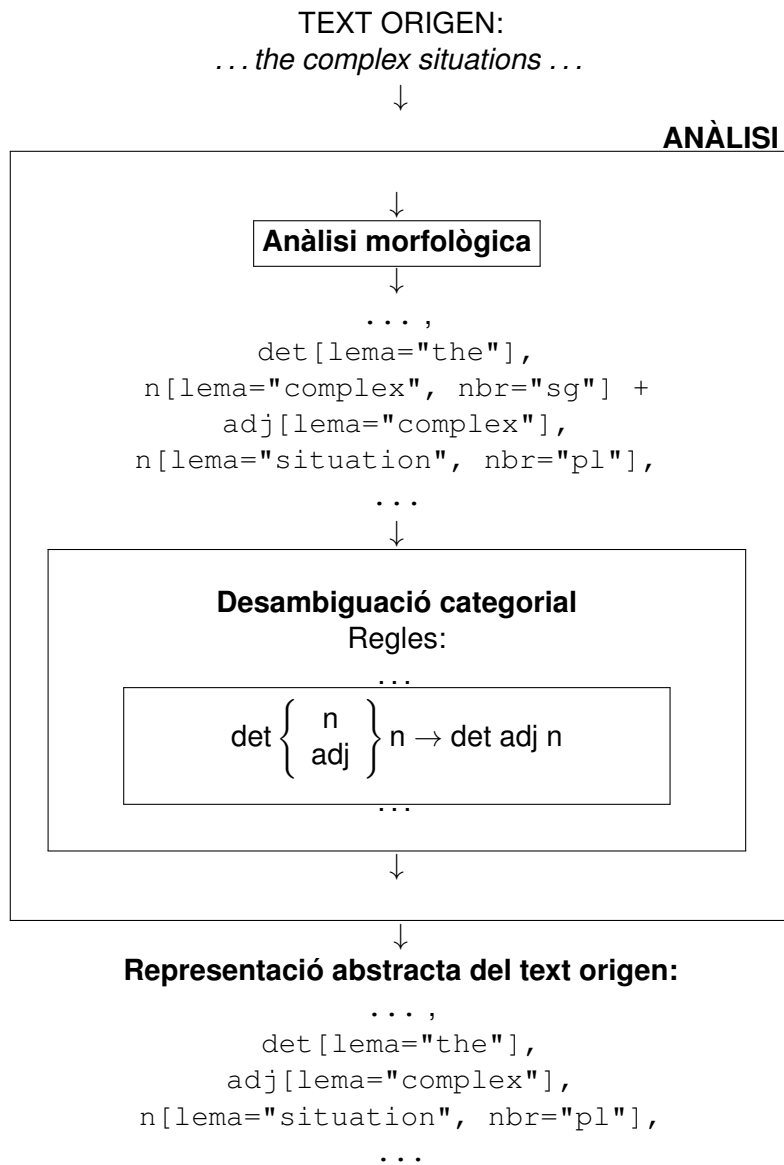 TEXT ORIGEN:
... the complex situations ...
↓
ANÀLISI
↓
Anàlisi morfològica
↓
... ,
det[lema="the"],
n[lema="complex", nbr="sg"] +
adj[lema="complex"],
n[lema="situation", nbr="pl"],
...
↓
Desambiguació categorial
Regles:
...
det { n
adj } n → det adj n
...
↓
↓
Representació abstracta del text origen:
... ,
det[lema="the"],
adj[lema="complex"],
n[lema="situation", nbr="pl"],
...